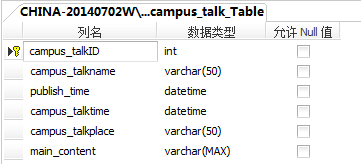 CHINA-20140702W\...campus_talk_Table
列名 数据类型 允许 Null 值
campus_talkID int
campus_talkname varchar(50)
publish_time datetime
campus_talktime datetime
campus_talkplace varchar(50)
main_content varchar(MAX)